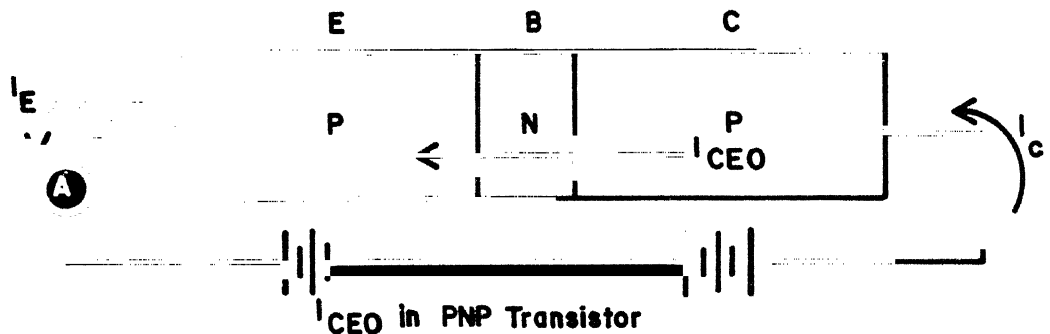 E B C
I_E
P N P
I_CEO
I_c
A
I_CEO in PNP Transistor